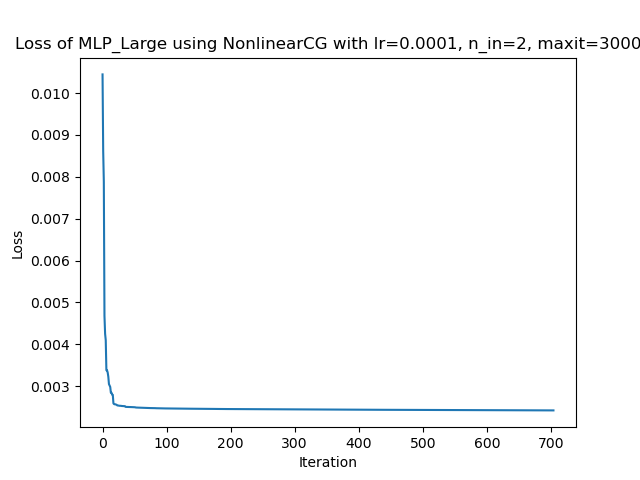 Loss of MLP_Large using NonlinearCG with lr=0.0001, n_in=2, maxit=3000
0.010
0.009
0.008
0.007
0.006
0.005
0.004
0.003
Loss
0 100 200 300 400 500 600 700
Iteration